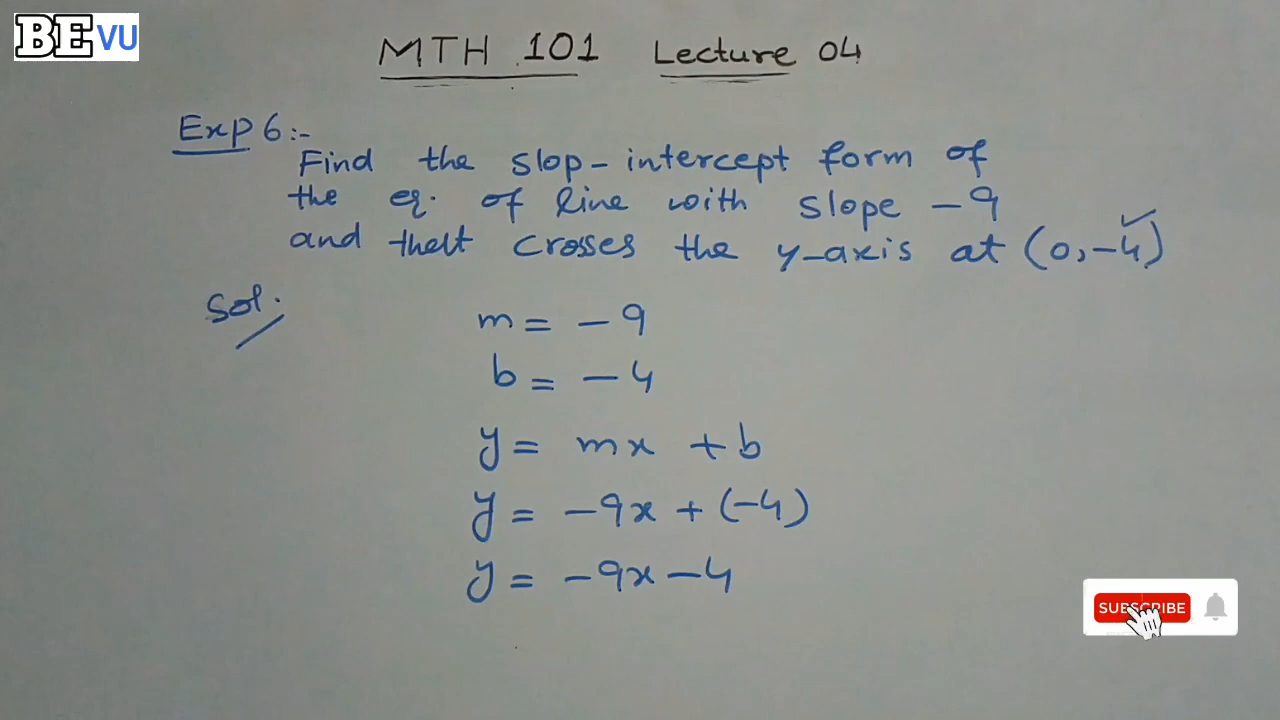 BEVU
MTH 101 Lecture 04
Exp 6:-
Find the slop-intercept form of
the eq. of line with slope -9
and that crosses the y-axis at (0,-4)
Sol.
m = -9
b = -4
y = mx + b
y = -9x + (-4)
y = -9x - 4
SUBSCRIBE